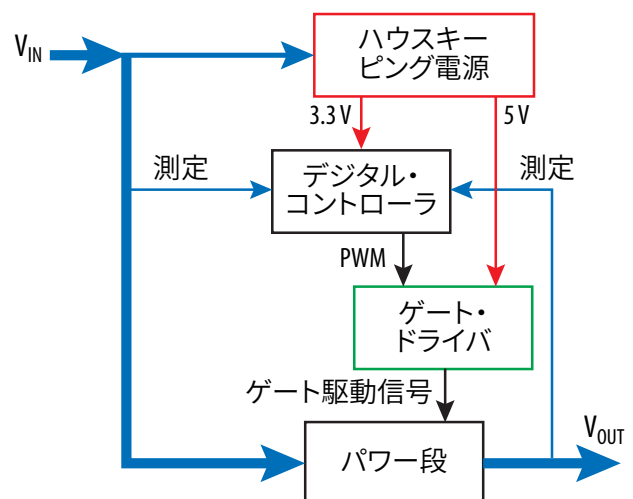 ハウスキー
ピング電源
V_IN
3.3 V
5 V
測定
デジタル・
コントローラ
測定
PWM
ゲート・
ドライバ
ゲート駆動信号
V_OUT
パワー段